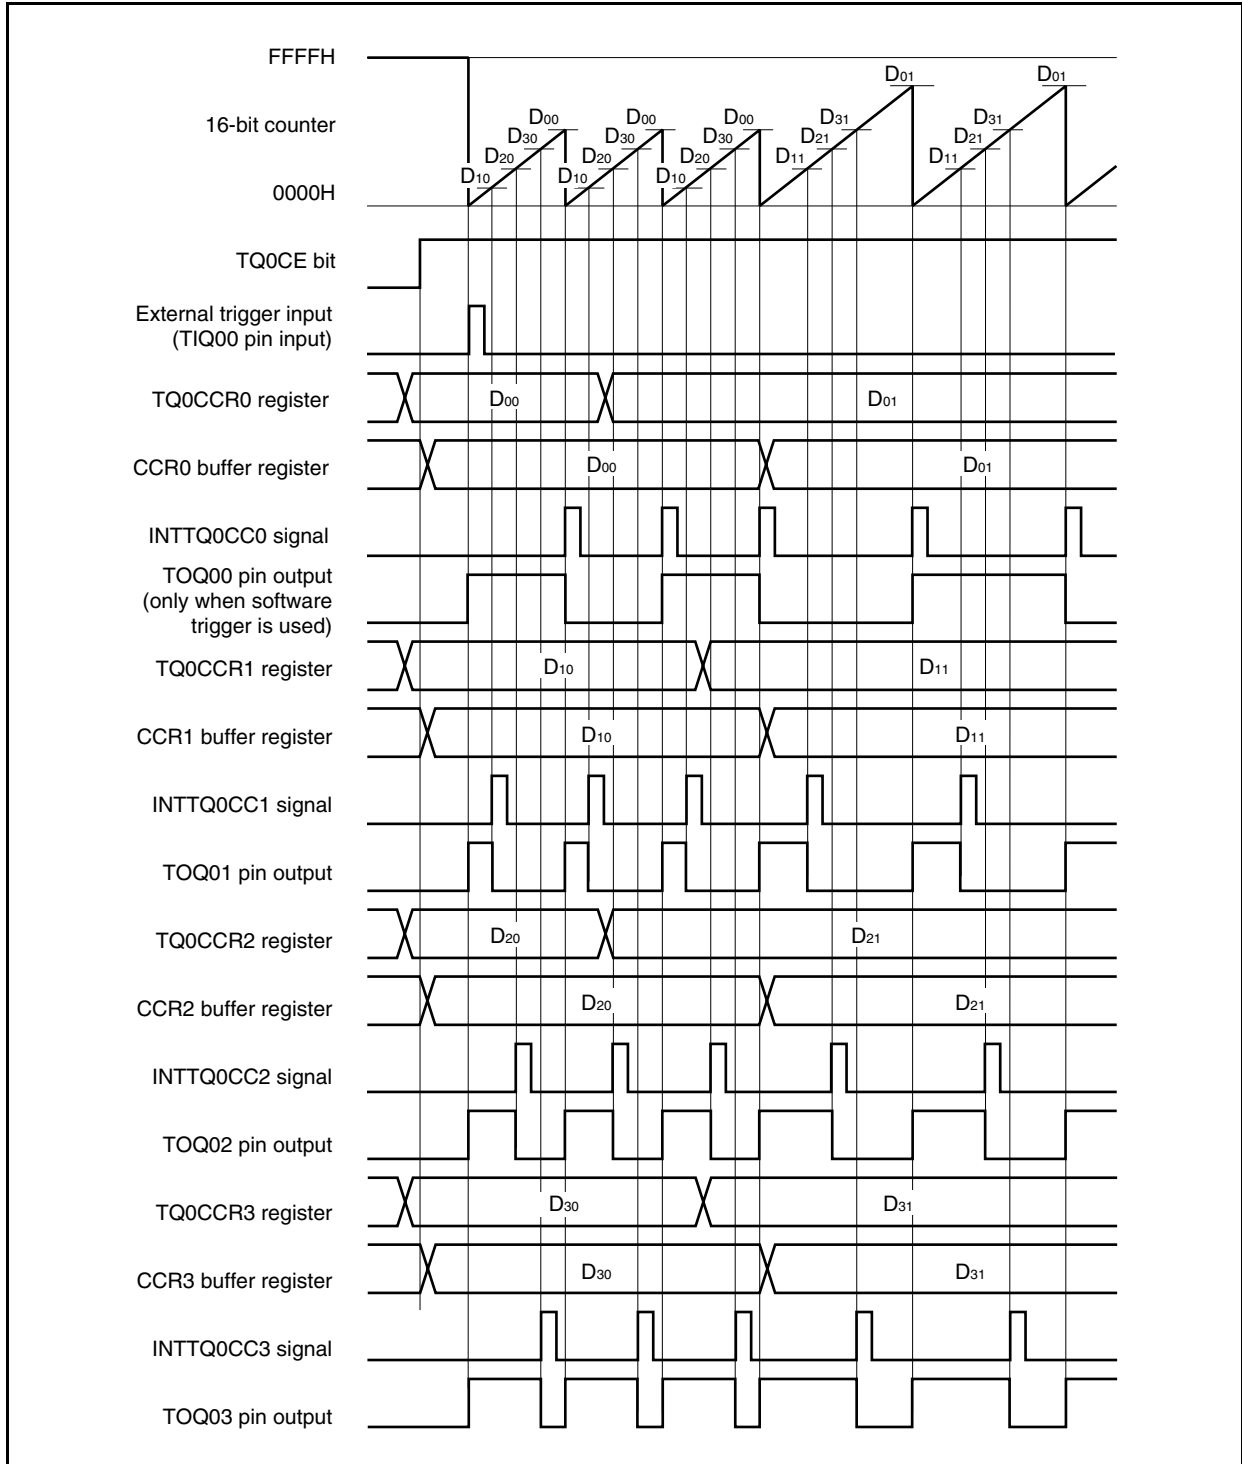 FFFFH
16-bit counter
0000H
D01 D01
D00 D00 D00 D31 D31
D30 D30 D30 D21 D21
D20 D20 D20 D11 D11
D10 D10 D10
TQ0CE bit
External trigger input
(TIQ00 pin input)
TQ0CCR0 register D00 D01
CCR0 buffer register D00 D01
INTTQ0CC0 signal
TOQ00 pin output
(only when software
trigger is used)
TQ0CCR1 register D10 D11
CCR1 buffer register D10 D11
INTTQ0CC1 signal
TOQ01 pin output
TQ0CCR2 register D20 D21
CCR2 buffer register D20 D21
INTTQ0CC2 signal
TOQ02 pin output
TQ0CCR3 register D30 D31
CCR3 buffer register D30 D31
INTTQ0CC3 signal
TOQ03 pin output